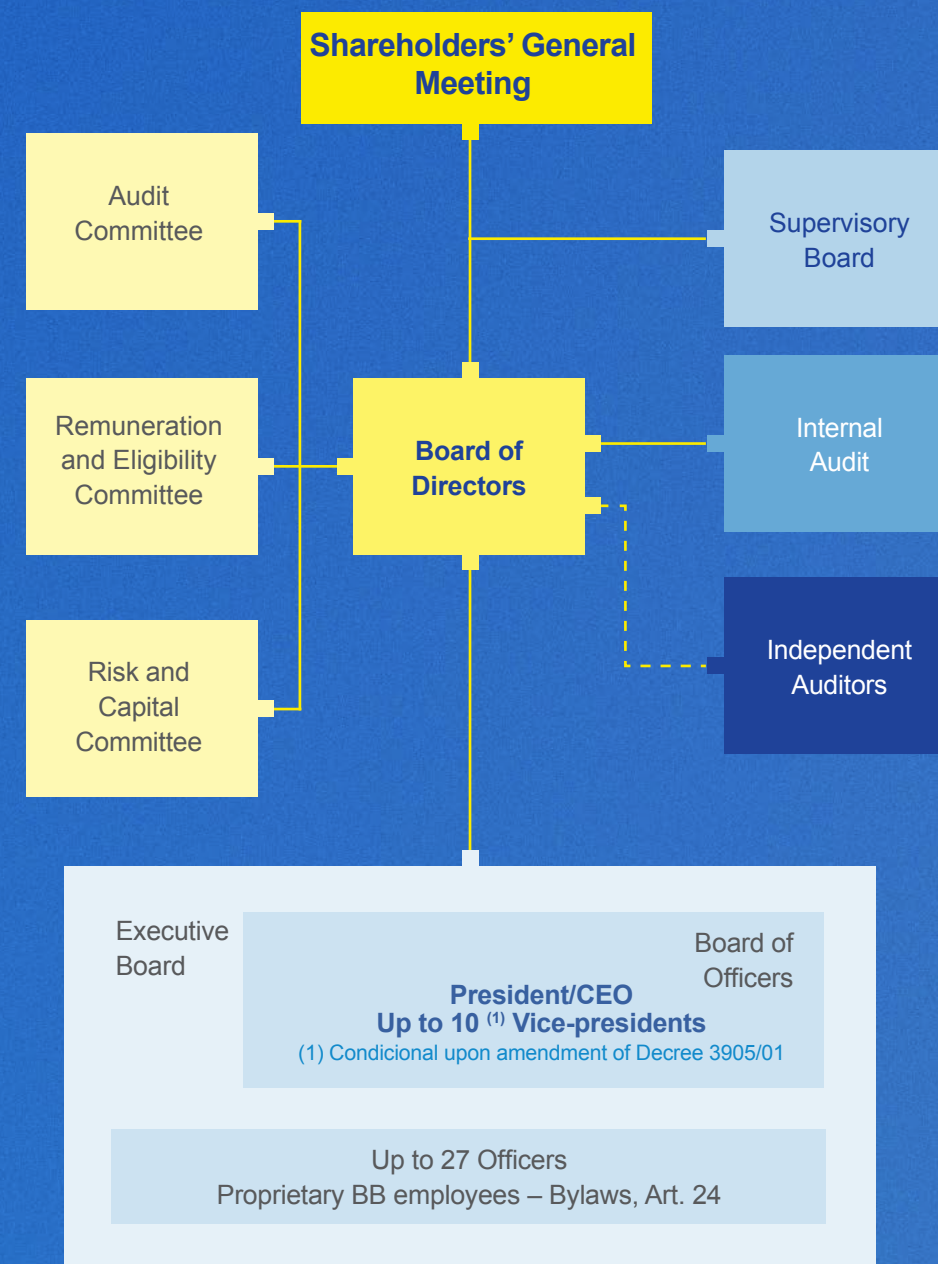 Shareholders’ General
Meeting
Audit
Committee
Supervisory
Board
Remuneration
and Eligibility
Committee
Board of
Directors
Internal
Audit
Risk and
Capital
Committee
Independent
Auditors
Executive
Board
Board of
Officers
President/CEO
Up to 10 (1) Vice-presidents
(1) Condicional upon amendment of Decree 3905/01
Up to 27 Officers
Proprietary BB employees – Bylaws, Art. 24